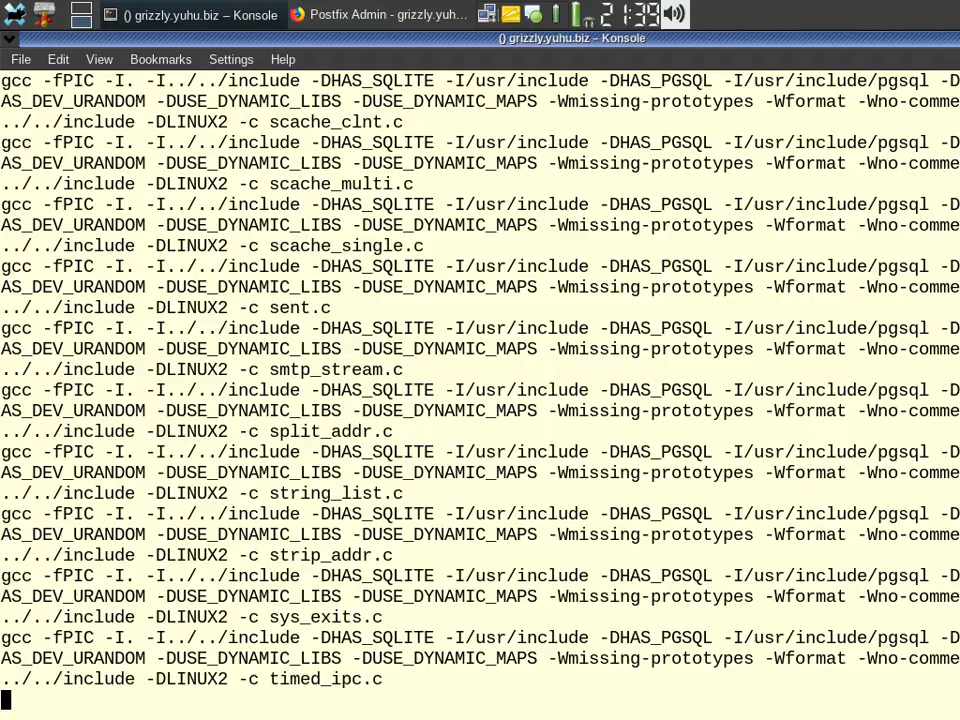 () grizzly.yuhu.biz – Konsole
Postfix Admin - grizzly.yuh...
21:39
() grizzly.yuhu.biz – Konsole
File Edit View Bookmarks Settings Help
gcc -fPIC -I. -I../../include -DHAS_SQLITE -I/usr/include -DHAS_PGSQL -I/usr/include/pgsql -D
AS_DEV_URANDOM -DUSE_DYNAMIC_LIBS -DUSE_DYNAMIC_MAPS -Wmissing-prototypes -Wformat -Wno-comme
../../include -DLINUX2 -c scache_clnt.c
gcc -fPIC -I. -I../../include -DHAS_SQLITE -I/usr/include -DHAS_PGSQL -I/usr/include/pgsql -D
AS_DEV_URANDOM -DUSE_DYNAMIC_LIBS -DUSE_DYNAMIC_MAPS -Wmissing-prototypes -Wformat -Wno-comme
../../include -DLINUX2 -c scache_multi.c
gcc -fPIC -I. -I../../include -DHAS_SQLITE -I/usr/include -DHAS_PGSQL -I/usr/include/pgsql -D
AS_DEV_URANDOM -DUSE_DYNAMIC_LIBS -DUSE_DYNAMIC_MAPS -Wmissing-prototypes -Wformat -Wno-comme
../../include -DLINUX2 -c scache_single.c
gcc -fPIC -I. -I../../include -DHAS_SQLITE -I/usr/include -DHAS_PGSQL -I/usr/include/pgsql -D
AS_DEV_URANDOM -DUSE_DYNAMIC_LIBS -DUSE_DYNAMIC_MAPS -Wmissing-prototypes -Wformat -Wno-comme
../../include -DLINUX2 -c sent.c
gcc -fPIC -I. -I../../include -DHAS_SQLITE -I/usr/include -DHAS_PGSQL -I/usr/include/pgsql -D
AS_DEV_URANDOM -DUSE_DYNAMIC_LIBS -DUSE_DYNAMIC_MAPS -Wmissing-prototypes -Wformat -Wno-comme
../../include -DLINUX2 -c smtp_stream.c
gcc -fPIC -I. -I../../include -DHAS_SQLITE -I/usr/include -DHAS_PGSQL -I/usr/include/pgsql -D
AS_DEV_URANDOM -DUSE_DYNAMIC_LIBS -DUSE_DYNAMIC_MAPS -Wmissing-prototypes -Wformat -Wno-comme
../../include -DLINUX2 -c split_addr.c
gcc -fPIC -I. -I../../include -DHAS_SQLITE -I/usr/include -DHAS_PGSQL -I/usr/include/pgsql -D
AS_DEV_URANDOM -DUSE_DYNAMIC_LIBS -DUSE_DYNAMIC_MAPS -Wmissing-prototypes -Wformat -Wno-comme
../../include -DLINUX2 -c string_list.c
gcc -fPIC -I. -I../../include -DHAS_SQLITE -I/usr/include -DHAS_PGSQL -I/usr/include/pgsql -D
AS_DEV_URANDOM -DUSE_DYNAMIC_LIBS -DUSE_DYNAMIC_MAPS -Wmissing-prototypes -Wformat -Wno-comme
../../include -DLINUX2 -c strip_addr.c
gcc -fPIC -I. -I../../include -DHAS_SQLITE -I/usr/include -DHAS_PGSQL -I/usr/include/pgsql -D
AS_DEV_URANDOM -DUSE_DYNAMIC_LIBS -DUSE_DYNAMIC_MAPS -Wmissing-prototypes -Wformat -Wno-comme
../../include -DLINUX2 -c sys_exits.c
gcc -fPIC -I. -I../../include -DHAS_SQLITE -I/usr/include -DHAS_PGSQL -I/usr/include/pgsql -D
AS_DEV_URANDOM -DUSE_DYNAMIC_LIBS -DUSE_DYNAMIC_MAPS -Wmissing-prototypes -Wformat -Wno-comme
../../include -DLINUX2 -c timed_ipc.c